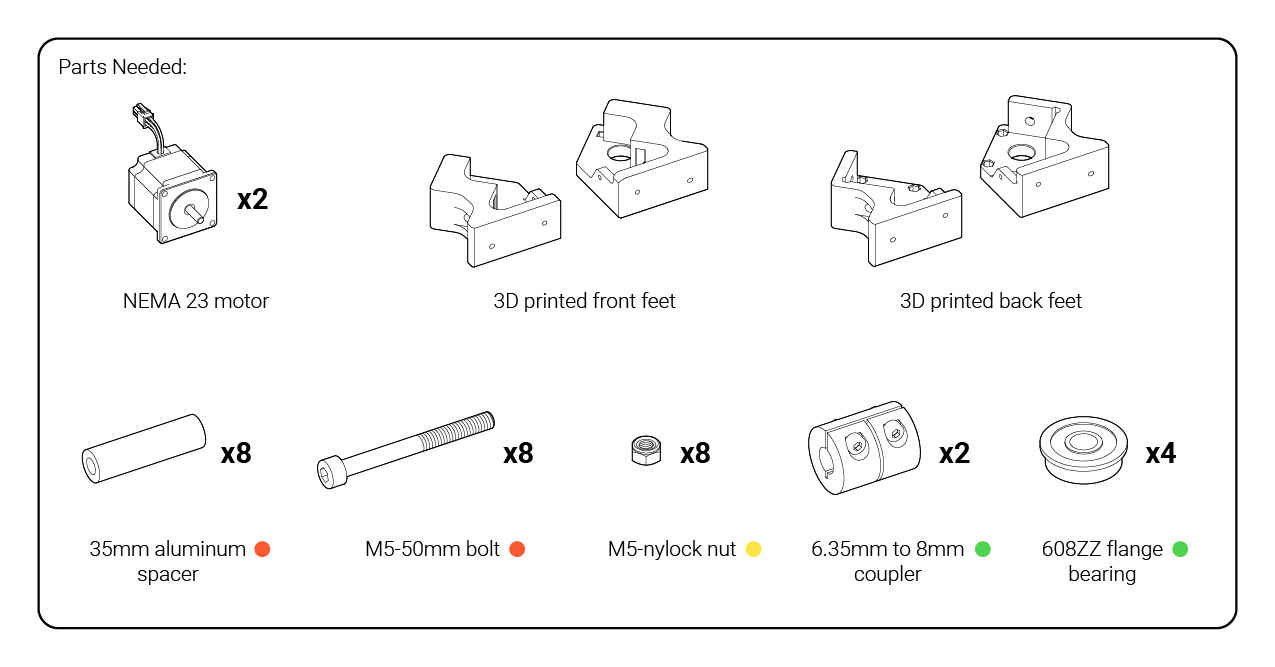 Parts Needed:
x2
NEMA 23 motor
3D printed front feet
3D printed back feet
x8
x8
x8
x2
x4
35mm aluminum
spacer
M5-50mm bolt
M5-nylock nut
6.35mm to 8mm
coupler
608ZZ flange
bearing